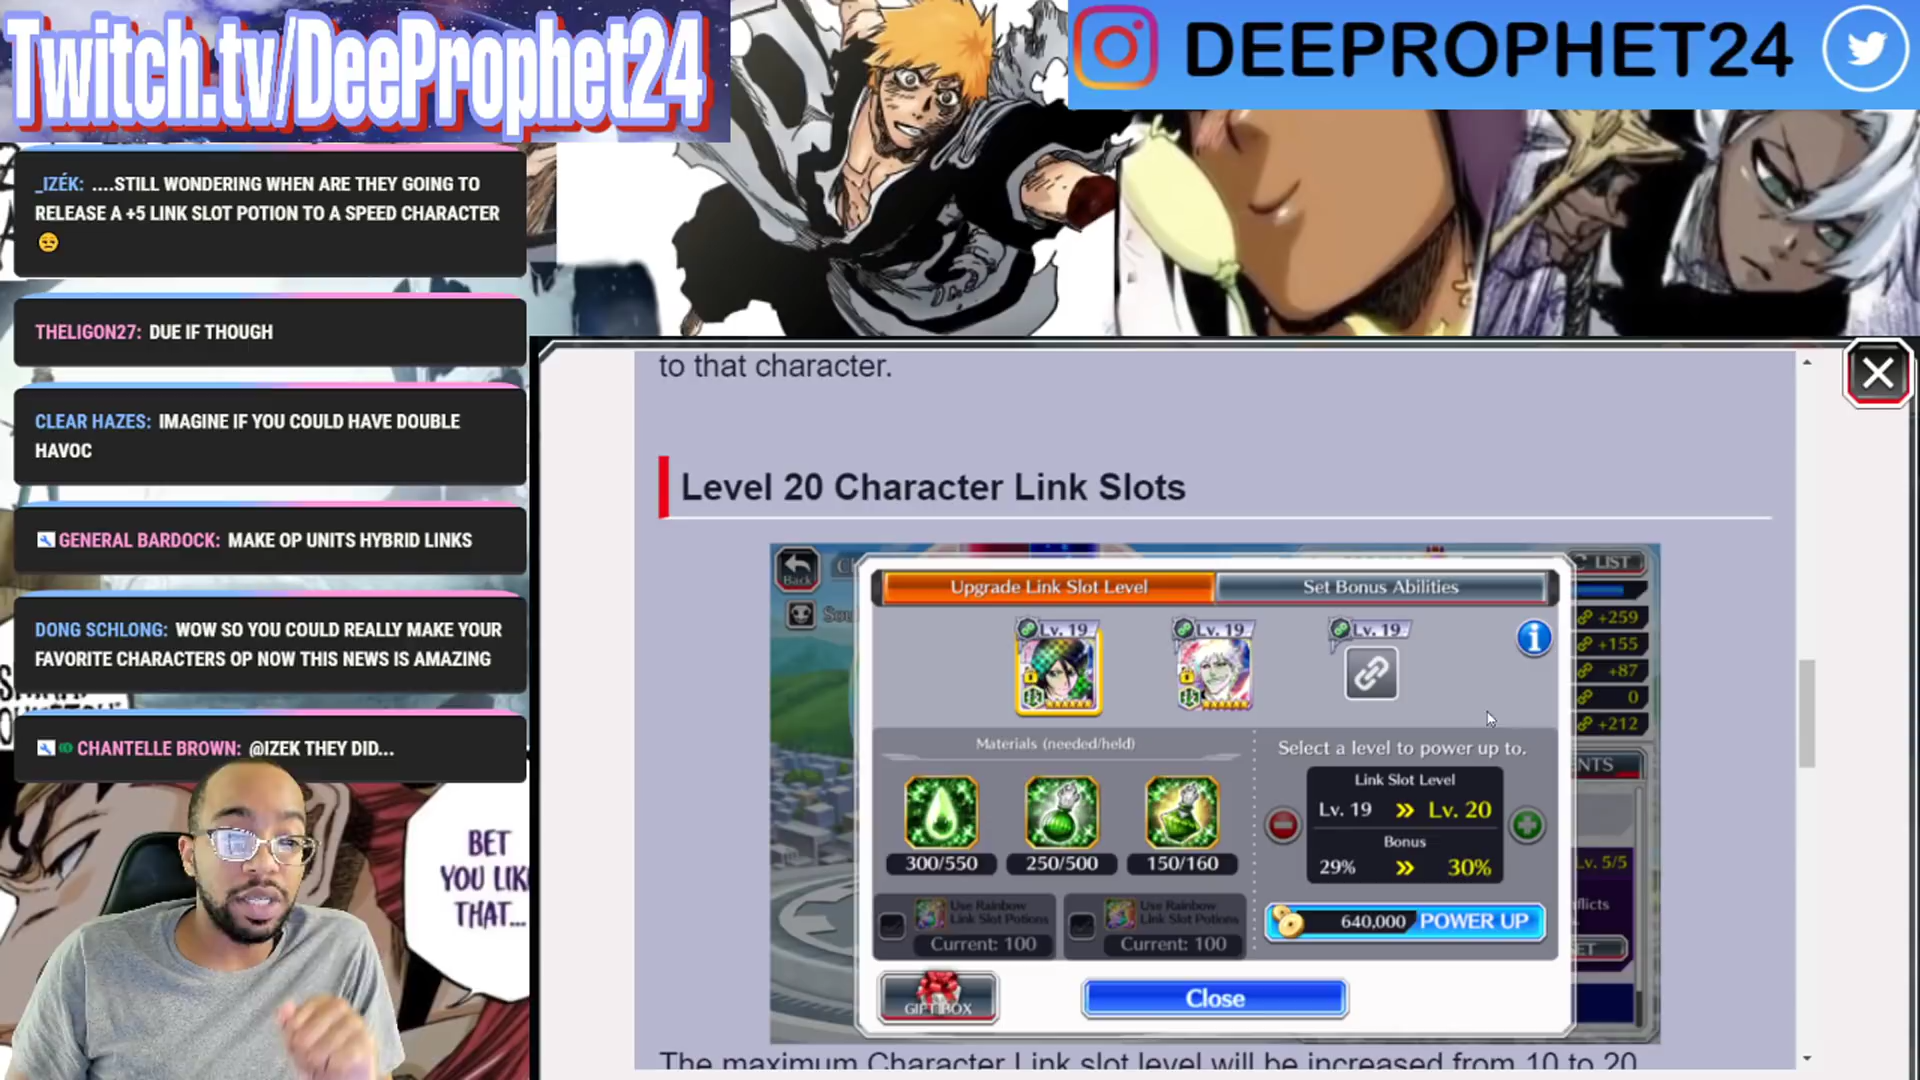 Twitch.tv/DeeProphet24
DEEPROPHET24
_IZÉK: ....STILL WONDERING WHEN ARE THEY GOING TO
RELEASE A +5 LINK SLOT POTION TO A SPEED CHARACTER
😔
THELIGON27: DUE IF THOUGH
CLEAR HAZES: IMAGINE IF YOU COULD HAVE DOUBLE
HAVOC
GENERAL BARDOCK: MAKE OP UNITS HYBRID LINKS
DONG SCHLONG: WOW SO YOU COULD REALLY MAKE YOUR
FAVORITE CHARACTERS OP NOW THIS NEWS IS AMAZING
CHANTELLE BROWN: @IZEK THEY DID...
BET
YOU LIK
THAT...
to that character.
Level 20 Character Link Slots
Back
LIST
Upgrade Link Slot Level
Set Bonus Abilities
Lv. 19
Lv. 19
Lv. 19
+259
+155
+87
0
+212
NTS
Materials (needed/held)
300/550
250/500
150/160
Select a level to power up to.
Link Slot Level
Lv. 19 » Lv. 20
Bonus
29% » 30%
Lv. 5/5
flicts
Use Rainbow
Link Slot Potions
Current: 100
Use Rainbow
Link Slot Potions
Current: 100
640,000 POWER UP
GIFT BOX
Close
The maximum Character Link slot level will be increased from 10 to 20